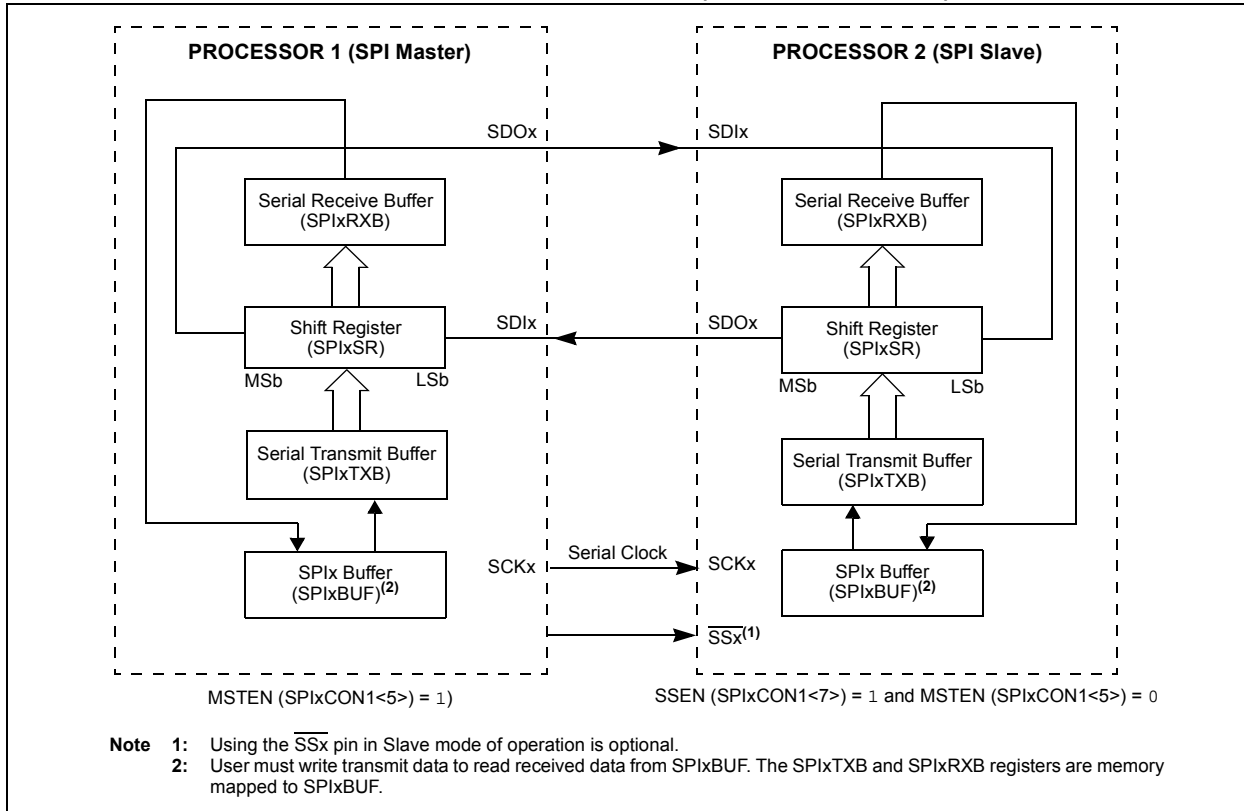 PROCESSOR 1 (SPI Master)
PROCESSOR 2 (SPI Slave)
SDOx
SDIx
Serial Receive Buffer
(SPIxRXB)
Serial Receive Buffer
(SPIxRXB)
Shift Register
(SPIxSR)
SDIx
SDOx
Shift Register
(SPIxSR)
MSb
LSb
MSb
LSb
Serial Transmit Buffer
(SPIxTXB)
Serial Transmit Buffer
(SPIxTXB)
SPIx Buffer
(SPIxBUF)(2)
SCKx
Serial Clock
SCKx
SPIx Buffer
(SPIxBUF)(2)
SSx(1)
MSTEN (SPIxCON1<5>) = 1)
SSEN (SPIxCON1<7>) = 1 and MSTEN (SPIxCON1<5>) = 0
Note 1: Using the SSx pin in Slave mode of operation is optional.
2: User must write transmit data to read received data from SPIxBUF. The SPIxTXB and SPIxRXB registers are memory
mapped to SPIxBUF.